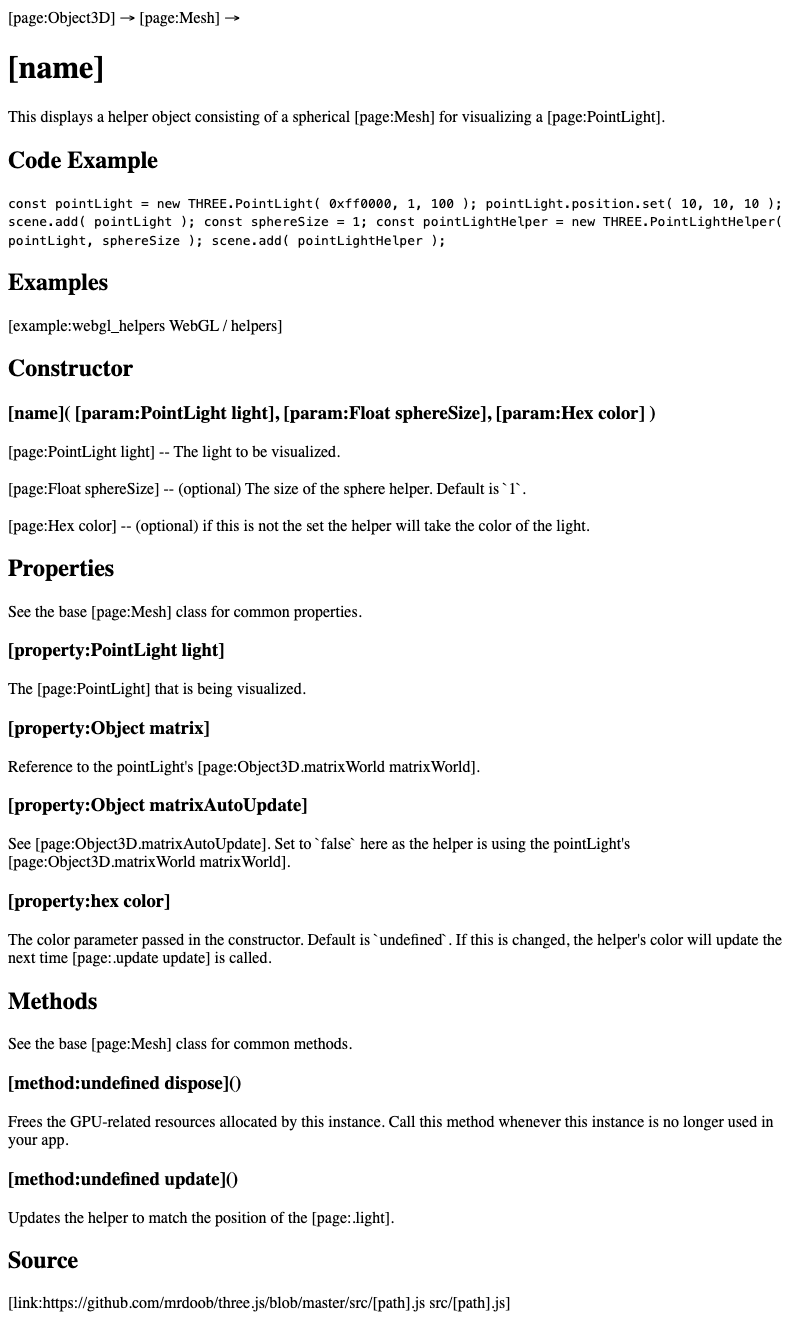 [page:Object3D] → [page:Mesh] →
[name]
This displays a helper object consisting of a spherical [page:Mesh] for visualizing a [page:PointLight].
Code Example
const pointLight = new THREE.PointLight( 0xff0000, 1, 100 ); pointLight.position.set( 10, 10, 10 );
scene.add( pointLight ); const sphereSize = 1; const pointLightHelper = new THREE.PointLightHelper(
pointLight, sphereSize ); scene.add( pointLightHelper );
Examples
[example:webgl_helpers WebGL / helpers]
Constructor
[name]( [param:PointLight light], [param:Float sphereSize], [param:Hex color] )
[page:PointLight light] -- The light to be visualized.
[page:Float sphereSize] -- (optional) The size of the sphere helper. Default is `1`.
[page:Hex color] -- (optional) if this is not the set the helper will take the color of the light.
Properties
See the base [page:Mesh] class for common properties.
[property:PointLight light]
The [page:PointLight] that is being visualized.
[property:Object matrix]
Reference to the pointLight's [page:Object3D.matrixWorld matrixWorld].
[property:Object matrixAutoUpdate]
See [page:Object3D.matrixAutoUpdate]. Set to `false` here as the helper is using the pointLight's
[page:Object3D.matrixWorld matrixWorld].
[property:hex color]
The color parameter passed in the constructor. Default is `undefined`. If this is changed, the helper's color will update the
next time [page:.update update] is called.
Methods
See the base [page:Mesh] class for common methods.
[method:undefined dispose]()
Frees the GPU-related resources allocated by this instance. Call this method whenever this instance is no longer used in
your app.
[method:undefined update]()
Updates the helper to match the position of the [page:.light].
Source
[link:https://github.com/mrdoob/three.js/blob/master/src/[path].js src/[path].js]